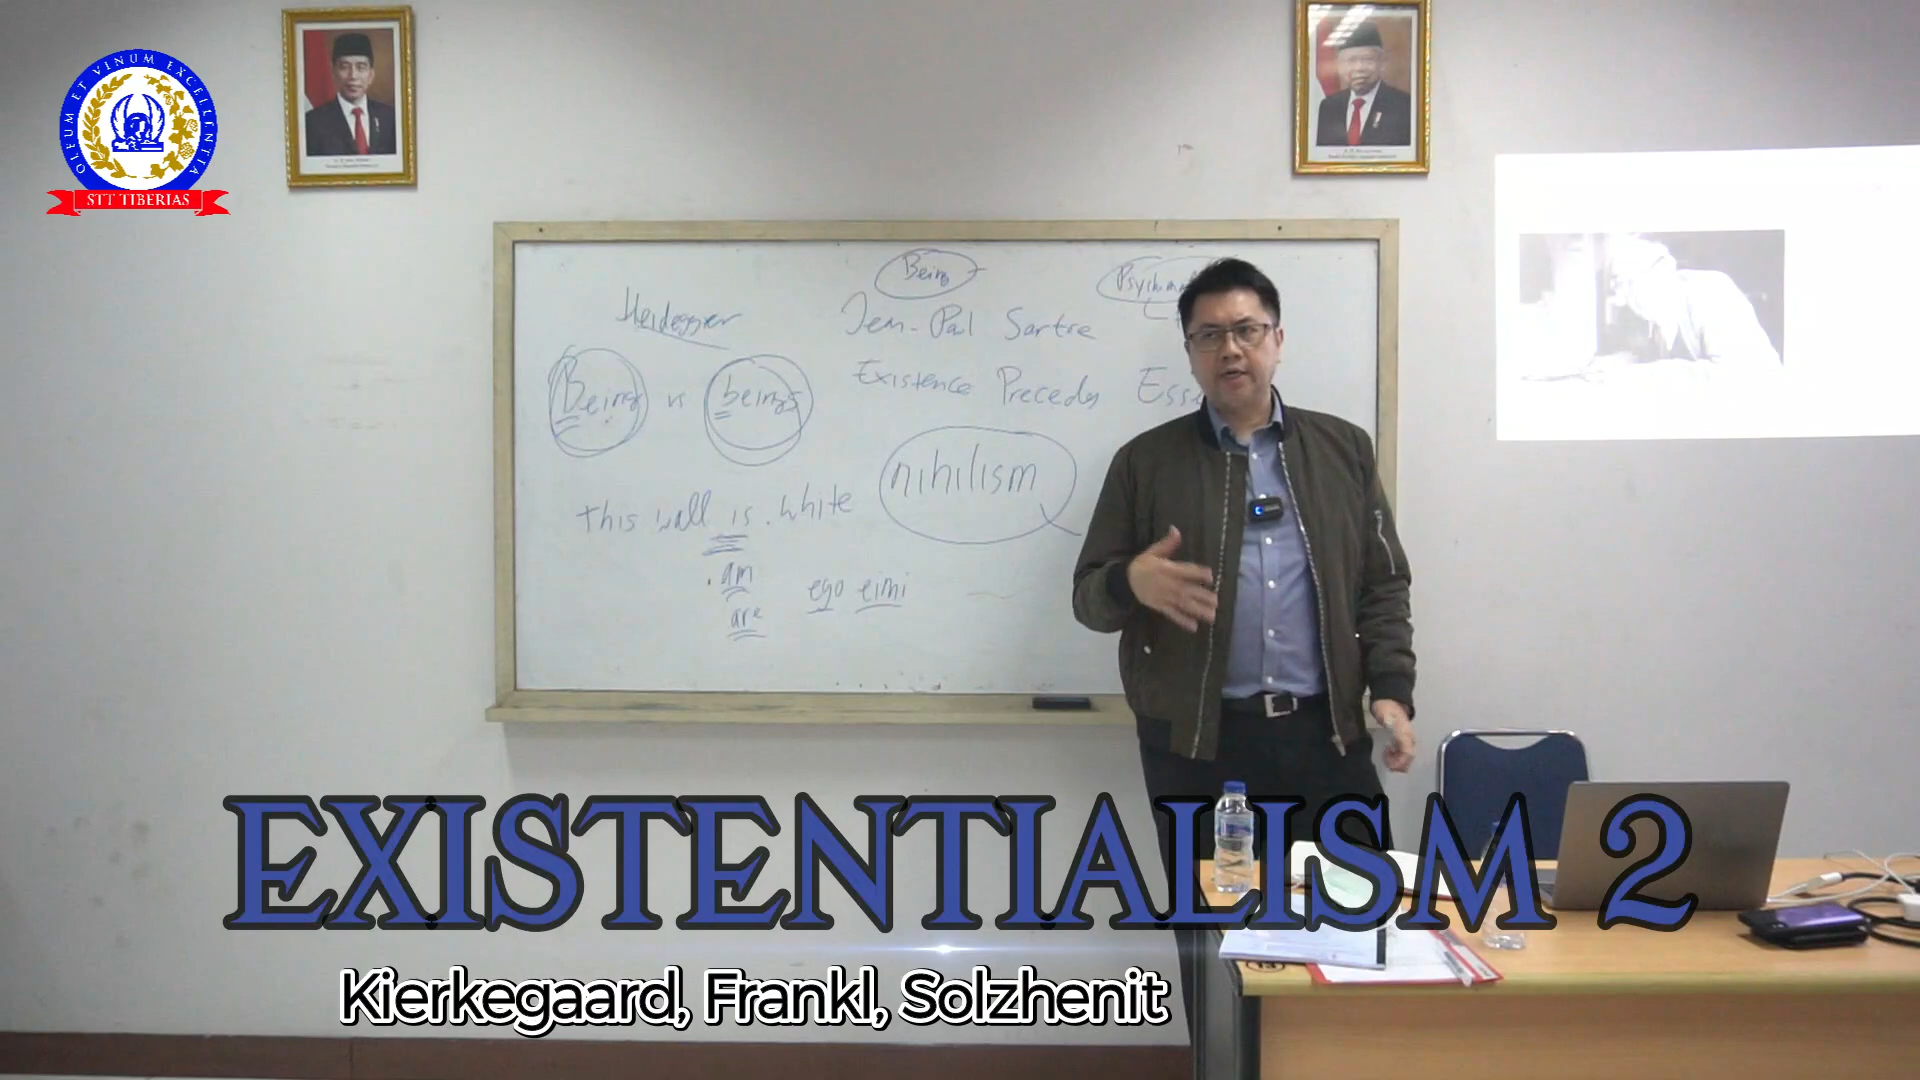 OLEUM ET VINUM EXCELLENTIA
STT TIBERIAS
Being
Heidegger
Jean-Pal Sartre
Being vs beings
Existence Precedes
nihilism
this wall is white
am
ego eimi
are
EXISTENTIALISM 2
Kierkegaard, Frankl, Solzhenit